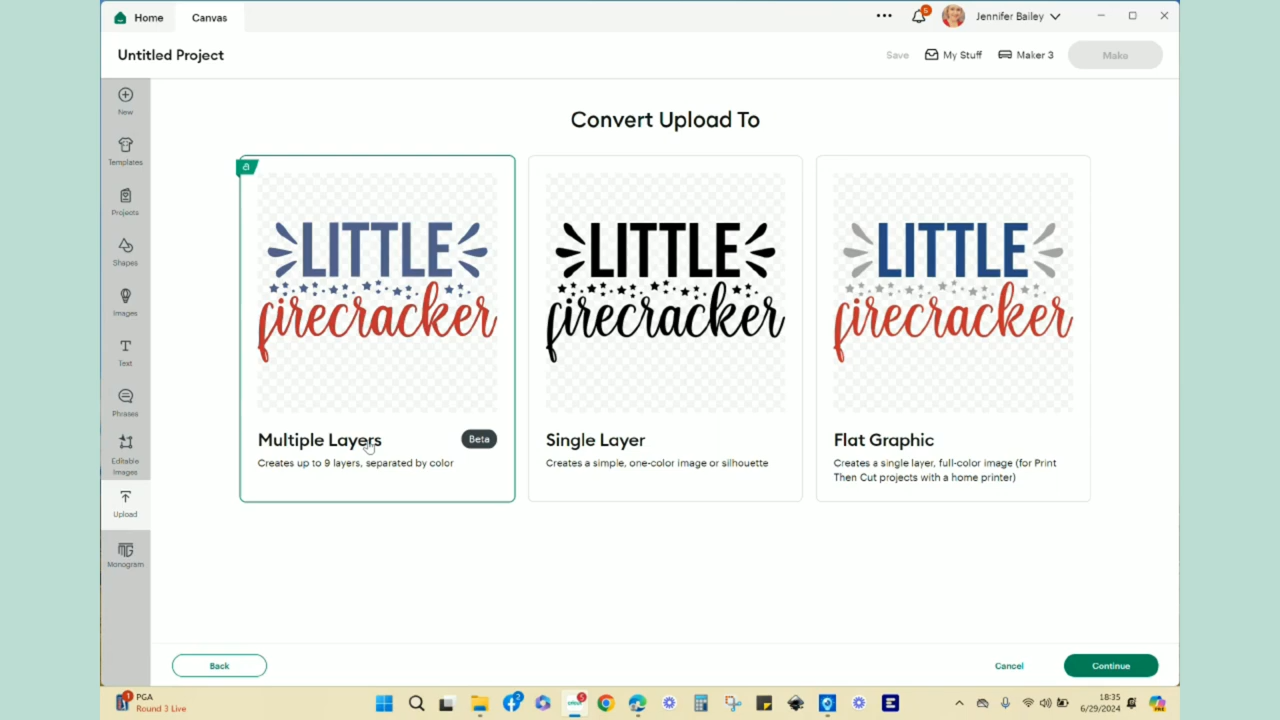 Home
Canvas
5
Jennifer Bailey
Untitled Project
Save
My Stuff
Maker 3
Make
New
Templates
Projects
Shapes
Images
Text
Phrases
Editable
Images
Upload
Monogram
Convert Upload To
a
LITTLE
firecracker
Multiple Layers
Beta
Creates up to 9 layers, separated by color
LITTLE
firecracker
Single Layer
Creates a simple, one-color image or silhouette
LITTLE
firecracker
Flat Graphic
Creates a single layer, full-color image (for Print
Then Cut projects with a home printer)
Back
Cancel
Continue
1
PGA
Round 3 Live
2
5
18:35
6/29/2024